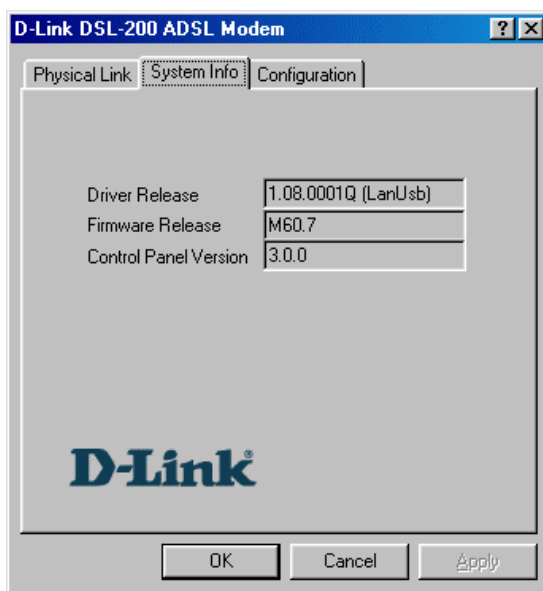 D-Link DSL-200 ADSL Modem
Physical Link System Info Configuration
Driver Release 1.08.0001Q (LanUsb)
Firmware Release M60.7
Control Panel Version 3.0.0
D-Link®
OK Cancel Apply